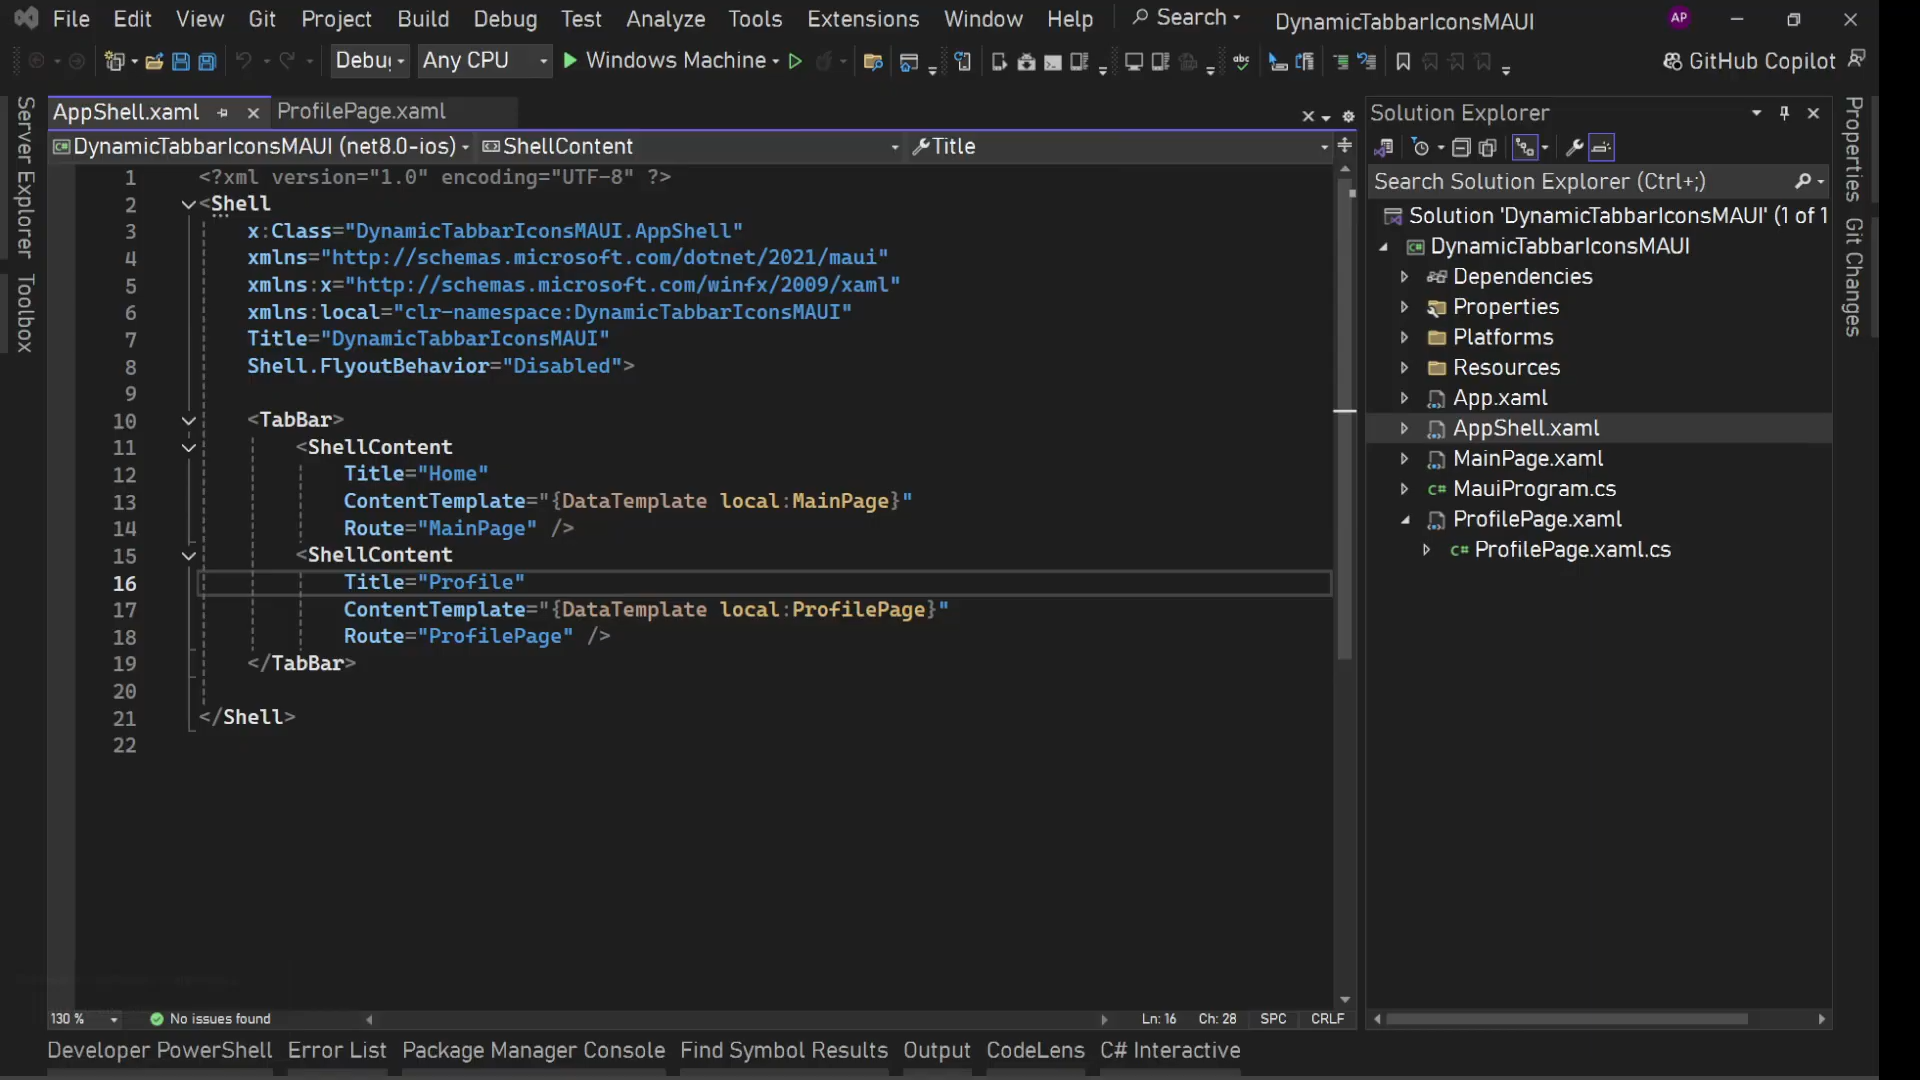 File Edit View Git Project Build Debug Test Analyze Tools Extensions Window Help Search DynamicTabbarIconsMAUI AP
Debug Any CPU Windows Machine GitHub Copilot
AppShell.xaml ProfilePage.xaml
DynamicTabbarIconsMAUI (net8.0-ios) ShellContent Title
1 <?xml version="1.0" encoding="UTF-8" ?>
2 <Shell
3 x:Class="DynamicTabbarIconsMAUI.AppShell"
4 xmlns="http://schemas.microsoft.com/dotnet/2021/maui"
5 xmlns:x="http://schemas.microsoft.com/winfx/2009/xaml"
6 xmlns:local="clr-namespace:DynamicTabbarIconsMAUI"
7 Title="DynamicTabbarIconsMAUI"
8 Shell.FlyoutBehavior="Disabled">
9
10 <TabBar>
11 <ShellContent
12 Title="Home"
13 ContentTemplate="{DataTemplate local:MainPage}"
14 Route="MainPage" />
15 <ShellContent
16 Title="Profile"
17 ContentTemplate="{DataTemplate local:ProfilePage}"
18 Route="ProfilePage" />
19 </TabBar>
20
21 </Shell>
22
130 % No issues found Ln: 16 Ch: 28 SPC CRLF
Developer PowerShell Error List Package Manager Console Find Symbol Results Output CodeLens C# Interactive
Server Explorer
Toolbox
Solution Explorer
Search Solution Explorer (Ctrl+;)
Solution 'DynamicTabbarIconsMAUI' (1 of 1
DynamicTabbarIconsMAUI
Dependencies
Properties
Platforms
Resources
App.xaml
AppShell.xaml
MainPage.xaml
C# MauiProgram.cs
ProfilePage.xaml
C# ProfilePage.xaml.cs
Properties
Git Changes